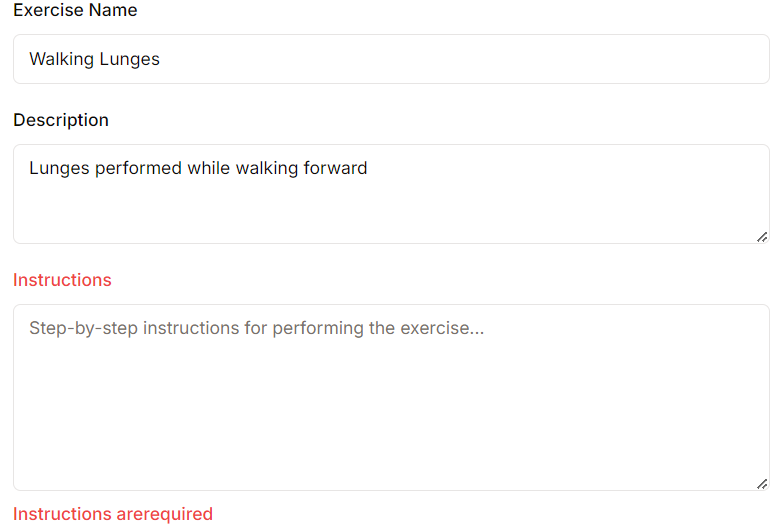 Exercise Name
Walking Lunges
Description
Lunges performed while walking forward
Instructions
Step-by-step instructions for performing the exercise...
Instructions arerequired